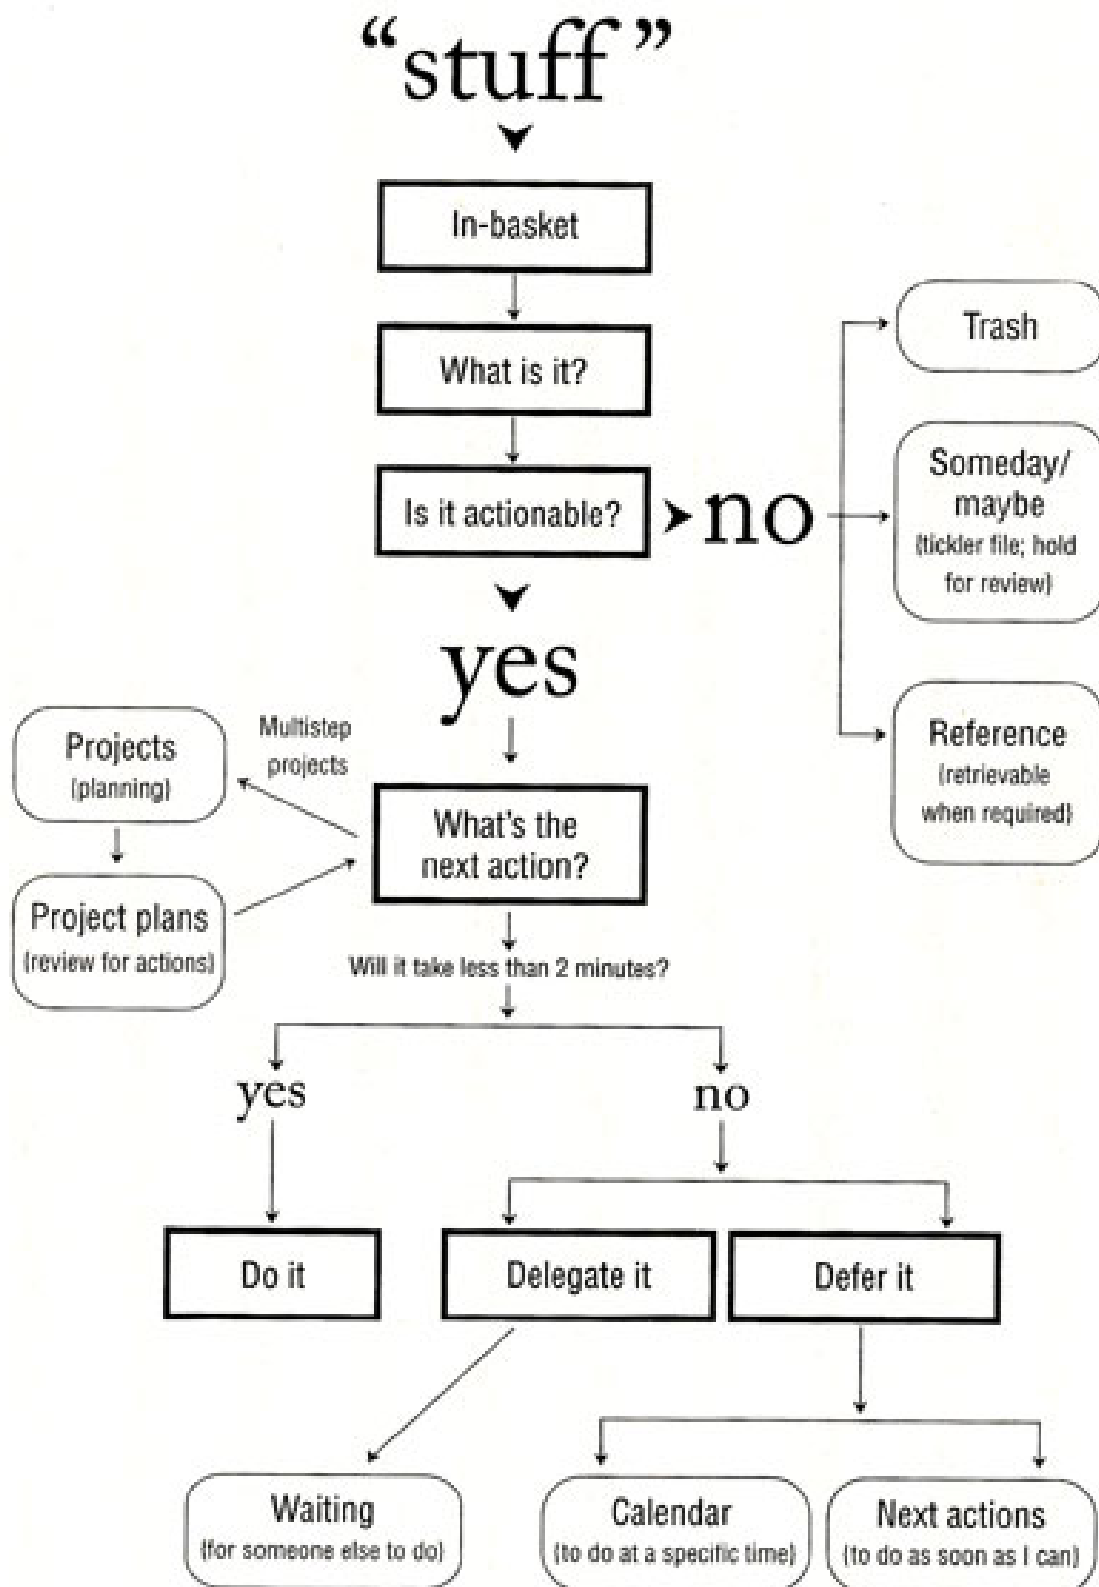 “stuff”
In-basket
What is it?
Is it actionable?
no
Trash
Someday/
maybe
(tickler file; hold
for review)
Reference
(retrievable
when required)
yes
Multistep
projects
Projects
(planning)
Project plans
(review for actions)
What's the
next action?
Will it take less than 2 minutes?
yes
no
Do it
Delegate it
Defer it
Waiting
(for someone else to do)
Calendar
(to do at a specific time)
Next actions
(to do as soon as I can)